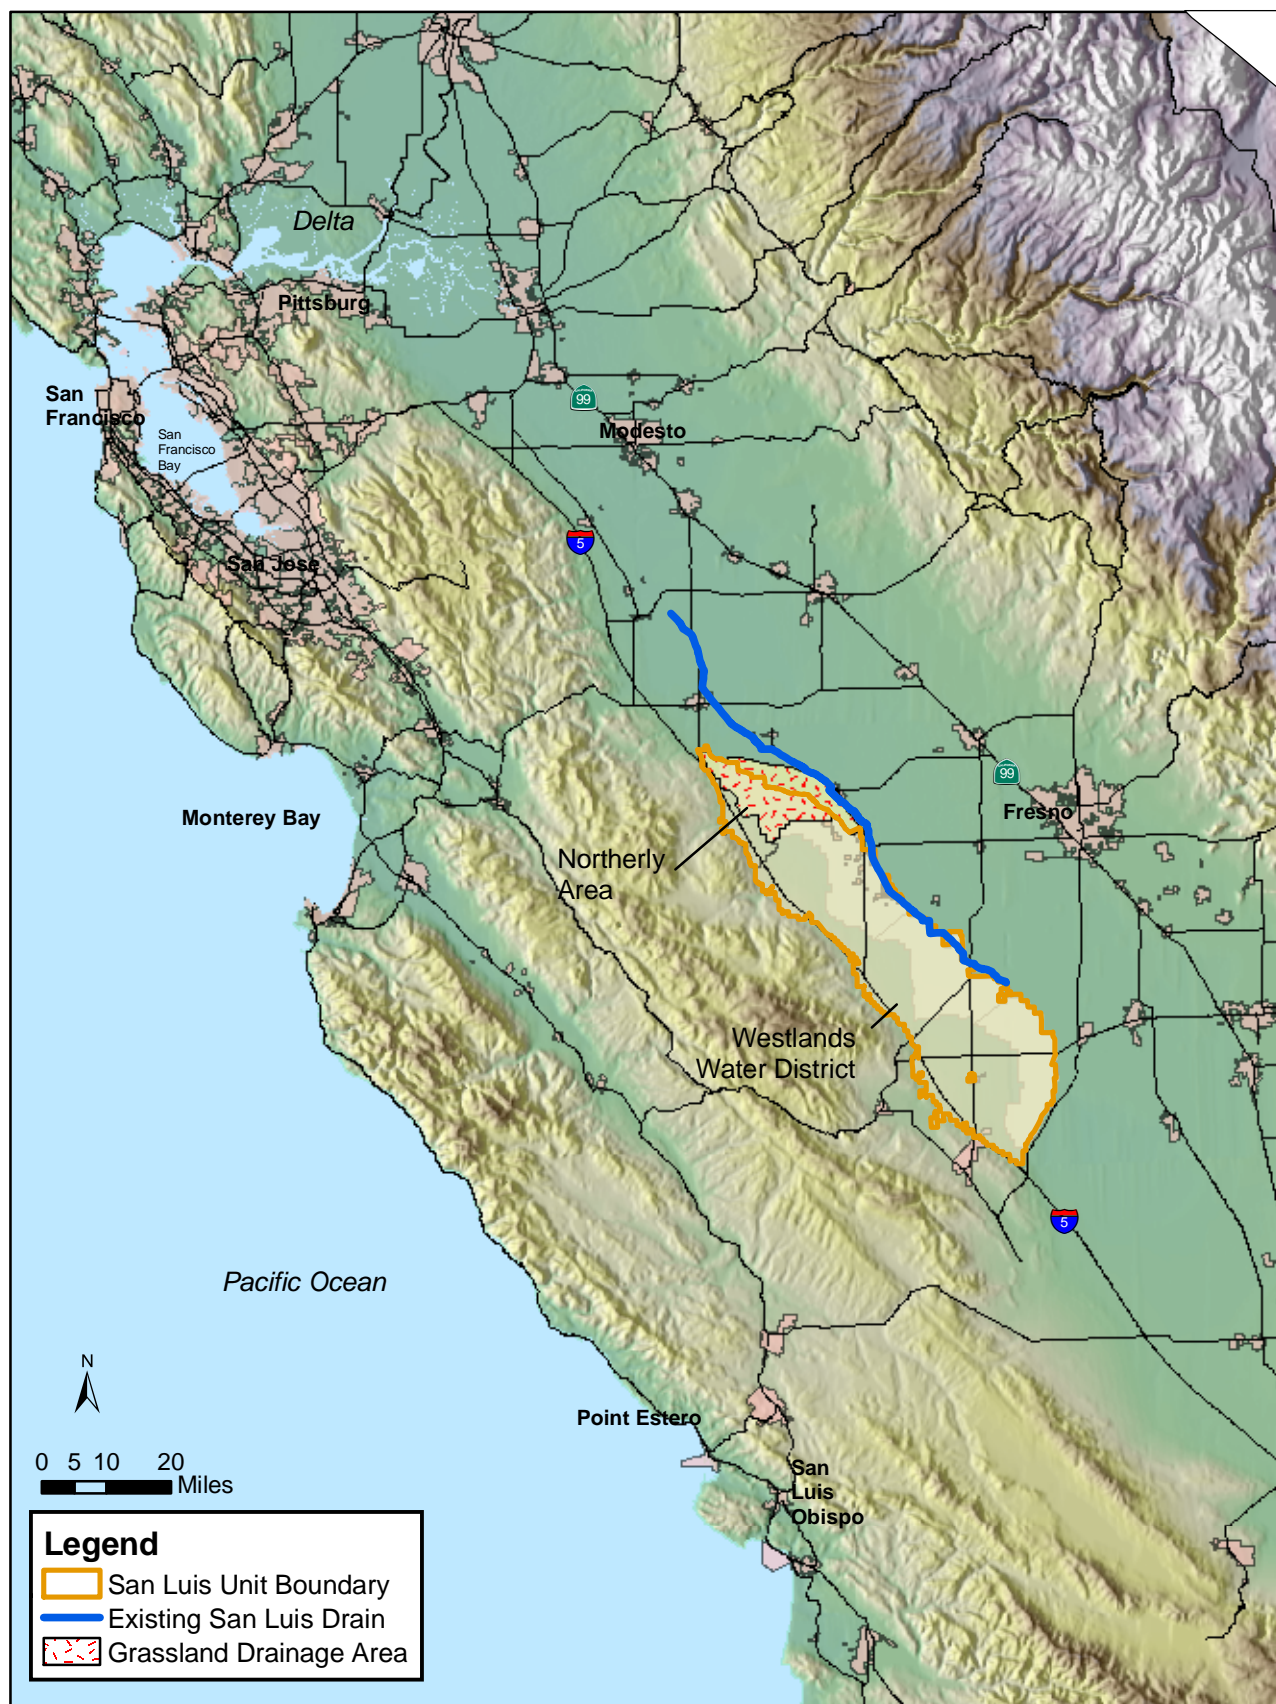 Delta
Pittsburg
San
Francisco
San
Francisco
Bay
99
Modesto
5
San Jose
99
Fresno
Monterey Bay
Northerly
Area
Westlands
Water District
5
Pacific Ocean
N
Point Estero
0 5 10 20
Miles
San
Luis
Obispo
Legend
San Luis Unit Boundary
Existing San Luis Drain
Grassland Drainage Area